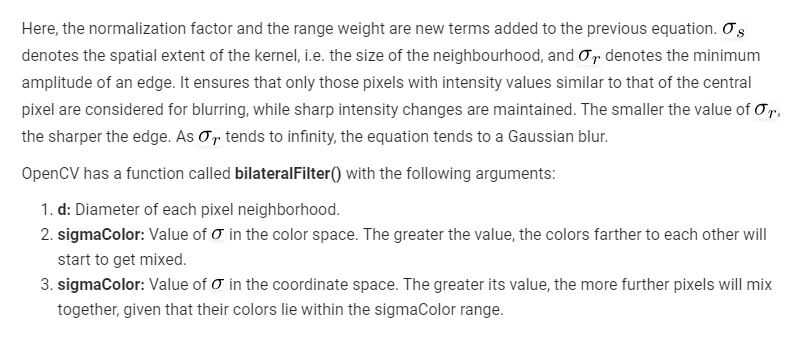 Here, the normalization factor and the range weight are new terms added to the previous equation. σₛ
denotes the spatial extent of the kernel, i.e. the size of the neighbourhood, and σᵣ denotes the minimum
amplitude of an edge. It ensures that only those pixels with intensity values similar to that of the central
pixel are considered for blurring, while sharp intensity changes are maintained. The smaller the value of σᵣ,
the sharper the edge. As σᵣ tends to infinity, the equation tends to a Gaussian blur.
OpenCV has a function called bilateralFilter() with the following arguments:
1. d: Diameter of each pixel neighborhood.
2. sigmaColor: Value of σ in the color space. The greater the value, the colors farther to each other will
start to get mixed.
3. sigmaColor: Value of σ in the coordinate space. The greater its value, the more further pixels will mix
together, given that their colors lie within the sigmaColor range.